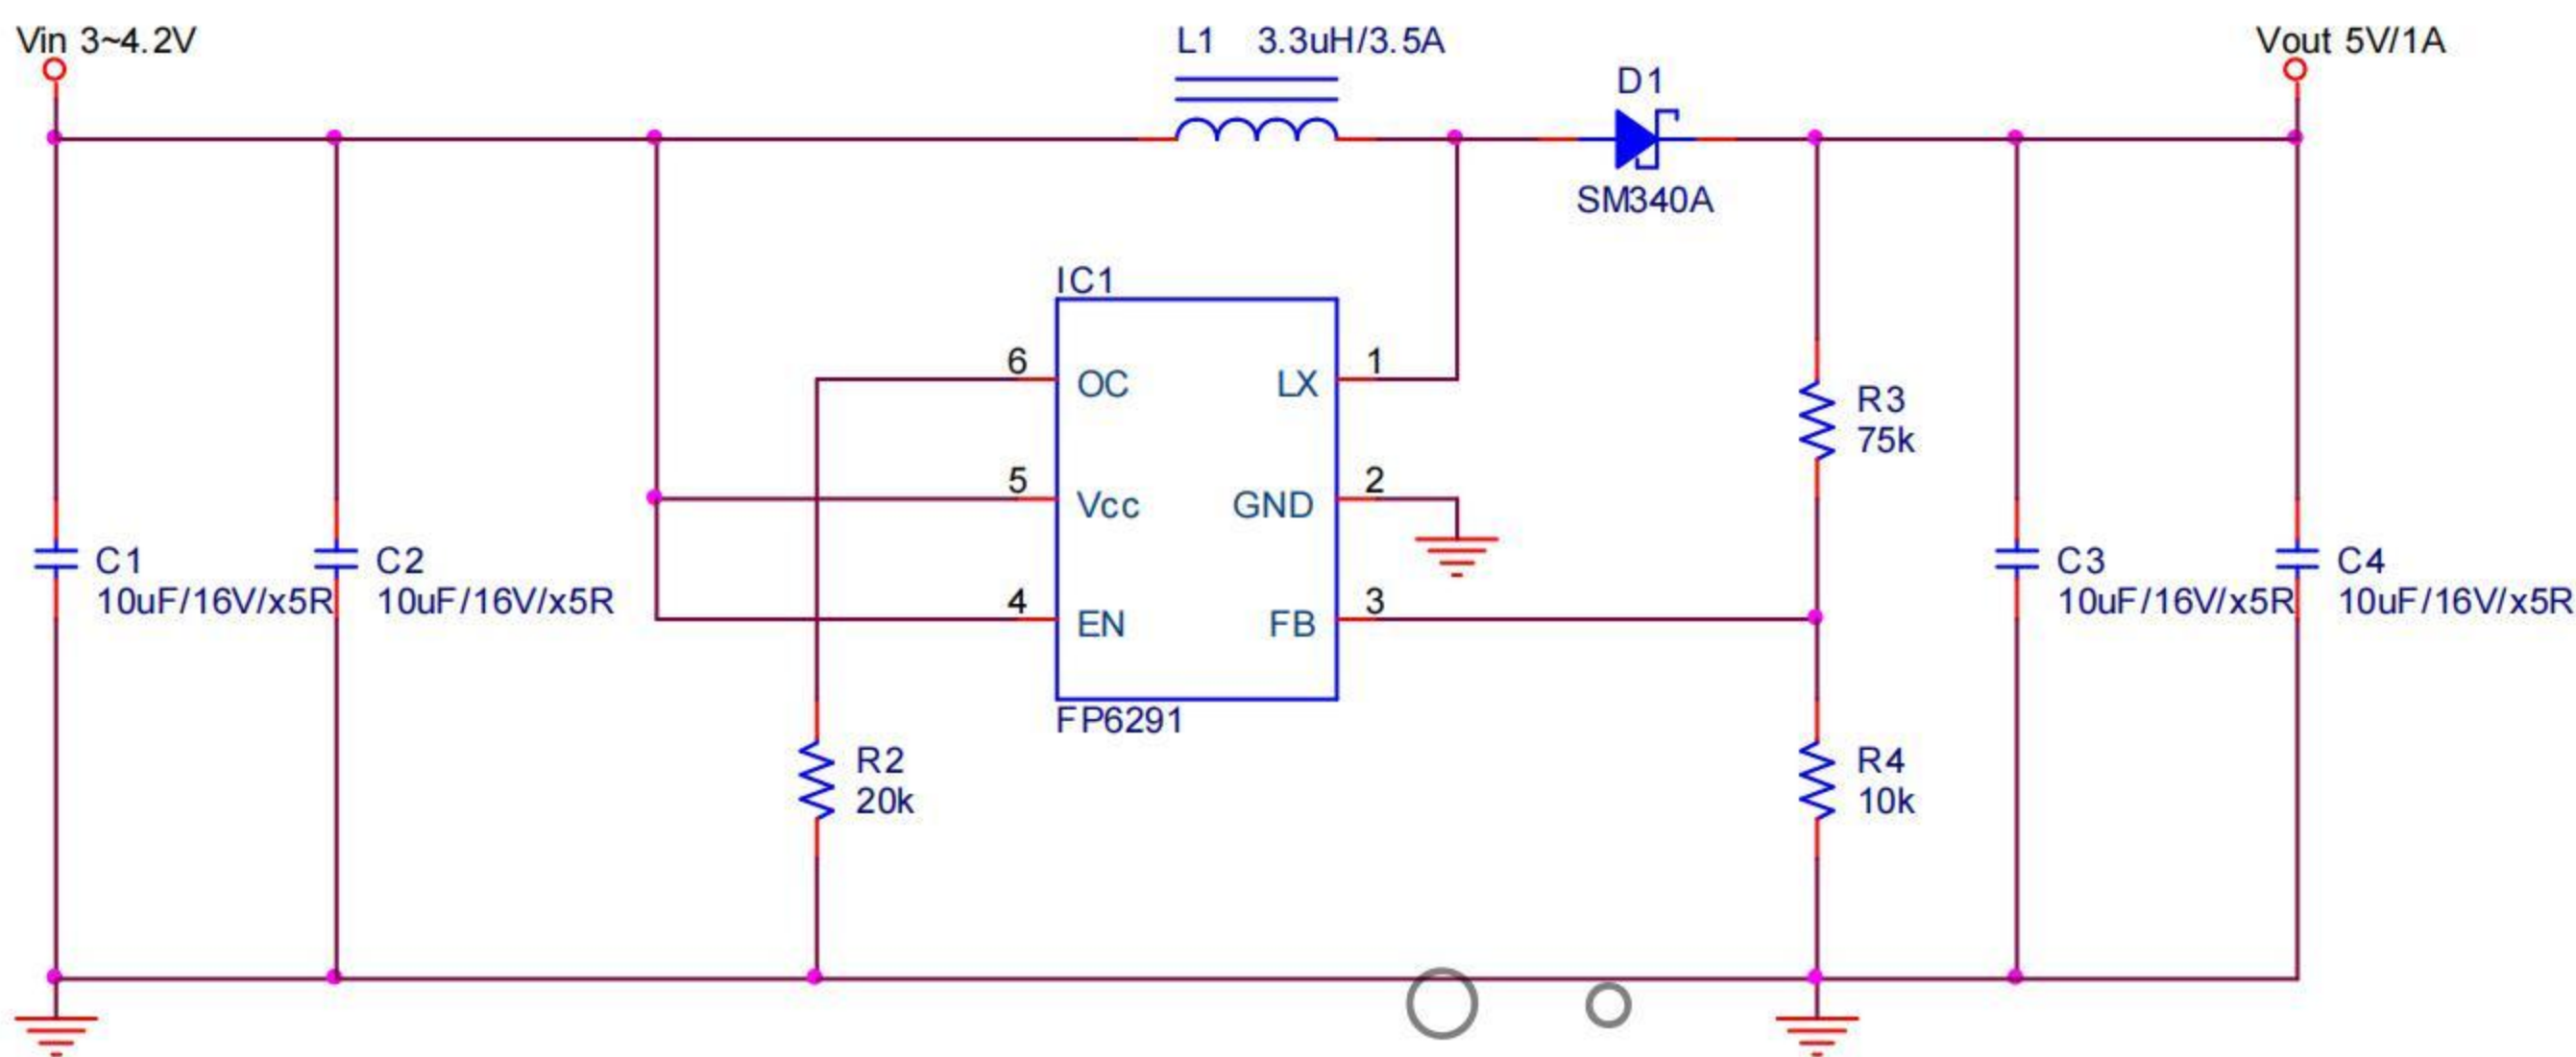 Vin 3~4.2V
L1 3.3uH/3.5A
Vout 5V/1A
D1
SM340A
IC1
6
OC
LX
1
R3
75k
5
Vcc
GND
2
C1
10uF/16V/x5R
C2
10uF/16V/x5R
C3
10uF/16V/x5R
C4
10uF/16V/x5R
4
EN
FB
3
FP6291
R2
20k
R4
10k